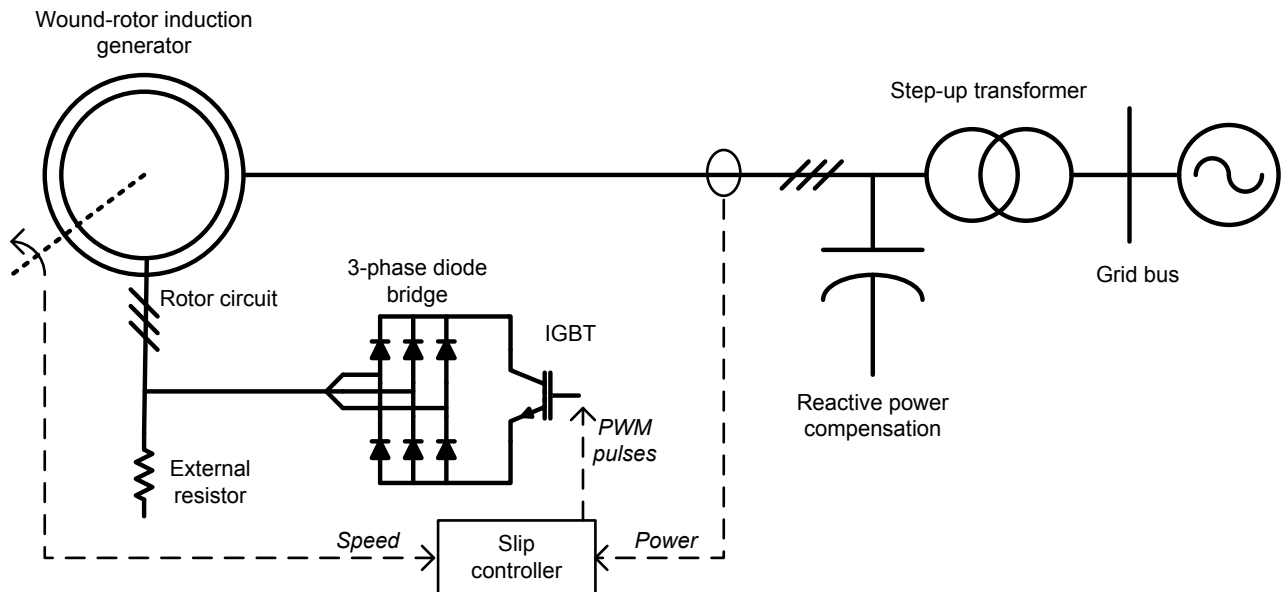 Wound-rotor induction
generator
Step-up transformer
Grid bus
Rotor circuit
3-phase diode
bridge
IGBT
PWM
pulses
Reactive power
compensation
External
resistor
Speed
Slip
controller
Power